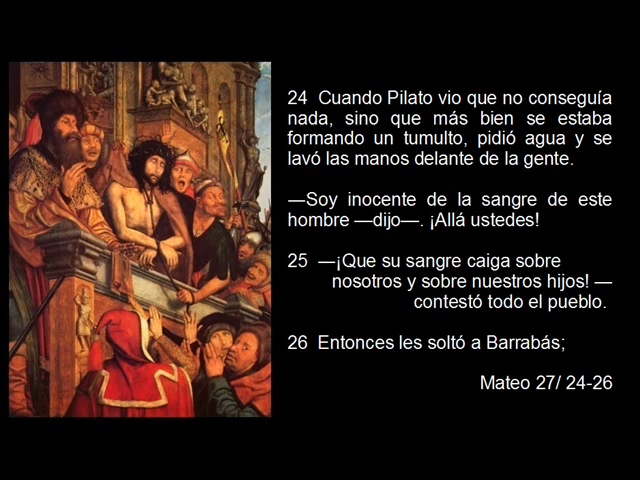 24 Cuando Pilato vio que no conseguía
nada, sino que más bien se estaba
formando un tumulto, pidió agua y se
lavó las manos delante de la gente.
—Soy inocente de la sangre de este
hombre —dijo—. ¡Allá ustedes!
25 —¡Que su sangre caiga sobre
nosotros y sobre nuestros hijos! —
contestó todo el pueblo.
26 Entonces les soltó a Barrabás;
Mateo 27/ 24-26